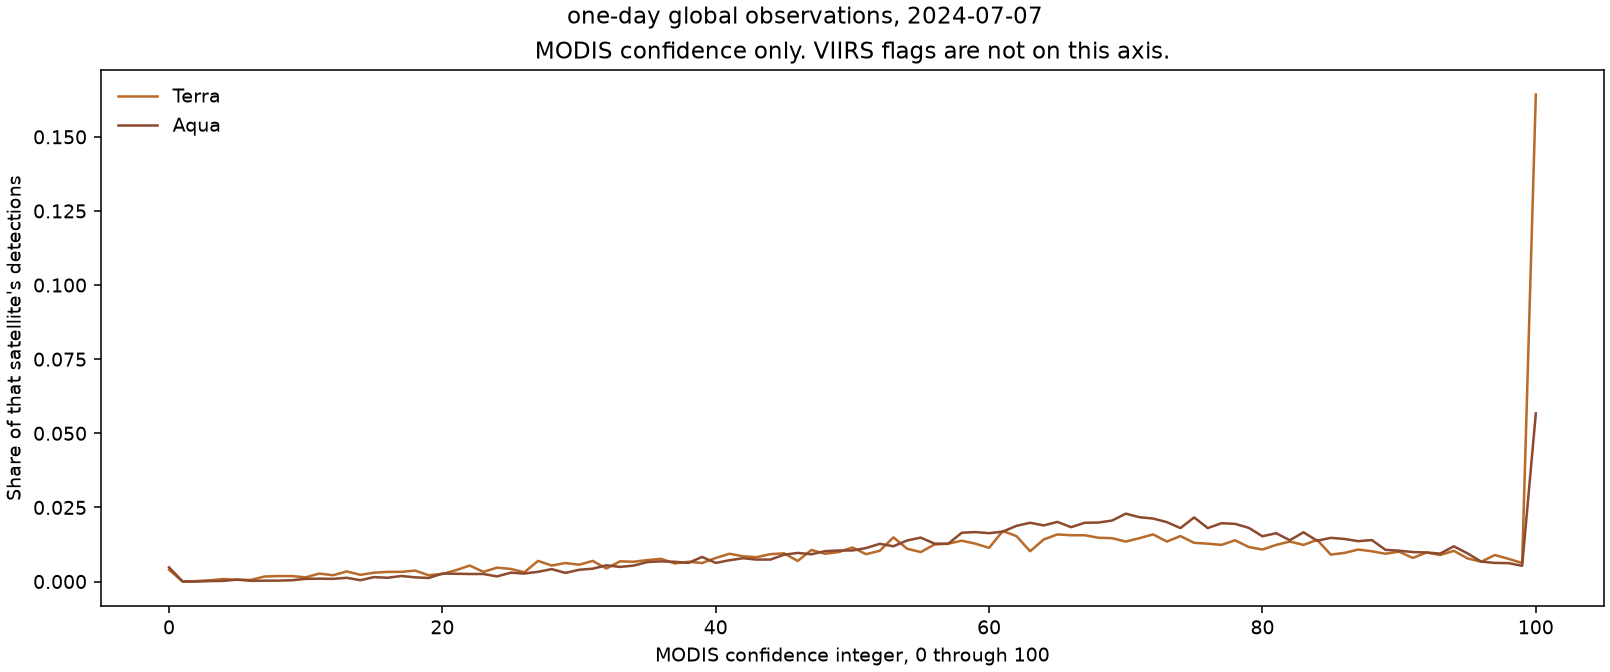 one-day global observations, 2024-07-07
MODIS confidence only. VIIRS flags are not on this axis.
Terra
Aqua
Share of that satellite's detections
0.150
0.125
0.100
0.075
0.050
0.025
0.000
0 20 40 60 80 100
MODIS confidence integer, 0 through 100